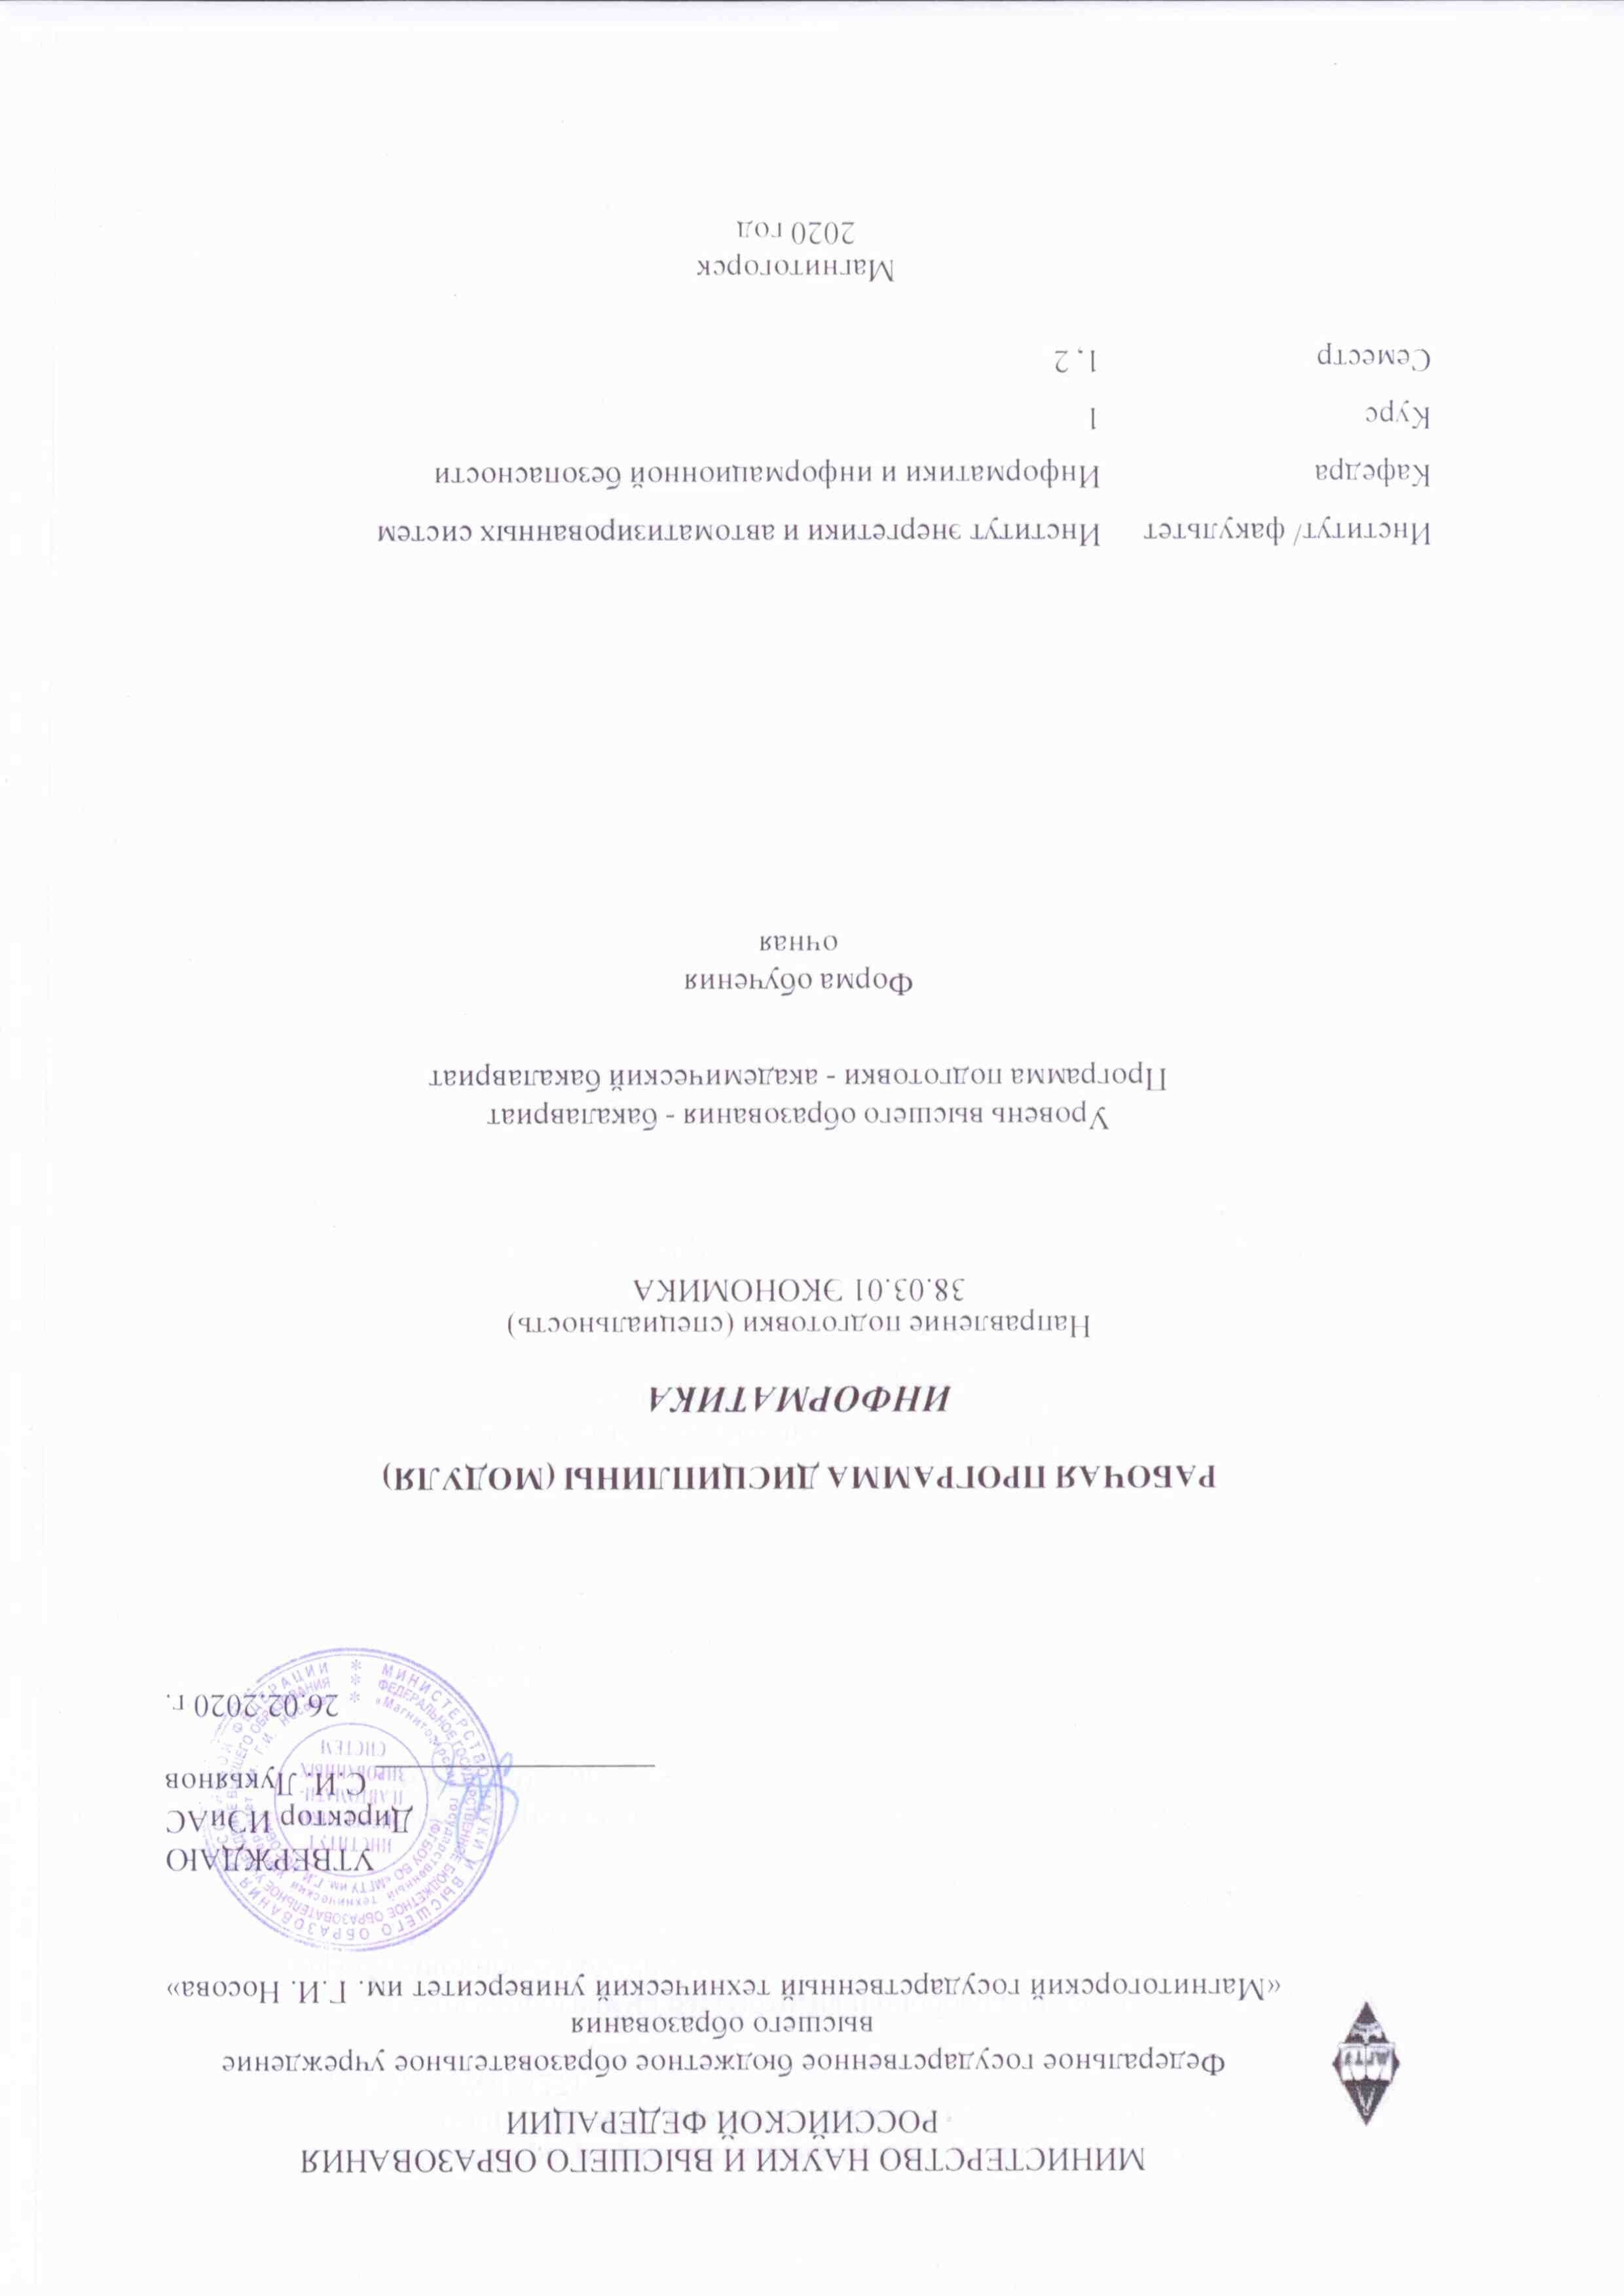 МИНИСТЕРСТВО НАУКИ И ВЫСШЕГО ОБРАЗОВАНИЯ
РОССИЙСКОЙ ФЕДЕРАЦИИ
Федеральное государственное бюджетное образовательное учреждение
высшего образования
«Магнитогорский государственный технический университет им. Г.И. Носова»
УТВЕРЖДАЮ
Директор ИЭиАС
С.И. Лукьянов
26.02.2020 г.
РАБОЧАЯ ПРОГРАММА ДИСЦИПЛИНЫ (МОДУЛЯ)
ИНФОРМАТИКА
Направление подготовки (специальность)
38.03.01 ЭКОНОМИКА
Уровень высшего образования - бакалавриат
Программа подготовки - академический бакалавриат
Форма обучения
очная
Институт/ факультет Институт энергетики и автоматизированных систем
Кафедра Информатики и информационной безопасности
Курс 1
Семестр 1, 2
Магнитогорск
2020 год